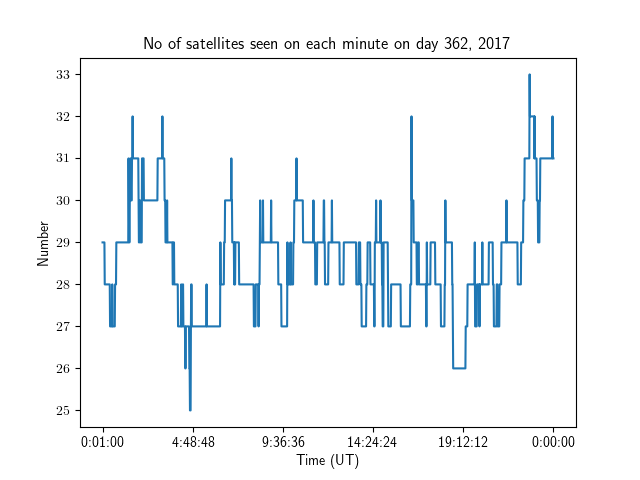 No of satellites seen on each minute on day 362, 2017
33
32
31
30
29
28
27
26
25
Number
0:01:00 4:48:48 9:36:36 14:24:24 19:12:12 0:00:00
Time (UT)